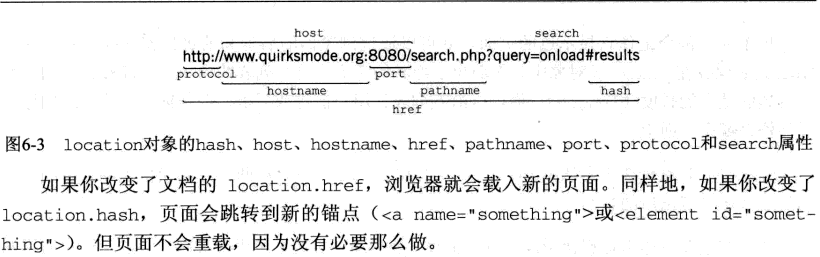 host search
http://www.quirksmode.org:8080/search.php?query=onload#results
protocol port
hostname pathname hash
href
图6-3 location对象的hash、host、hostname、href、pathname、port、protocol和search属性
如果你改变了文档的 location.href，浏览器就会载入新的页面。同样地，如果你改变了
location.hash，页面会跳转到新的锚点（<a name="something">或<element id="somet-
hing">）。但页面不会重载，因为没有必要那么做。